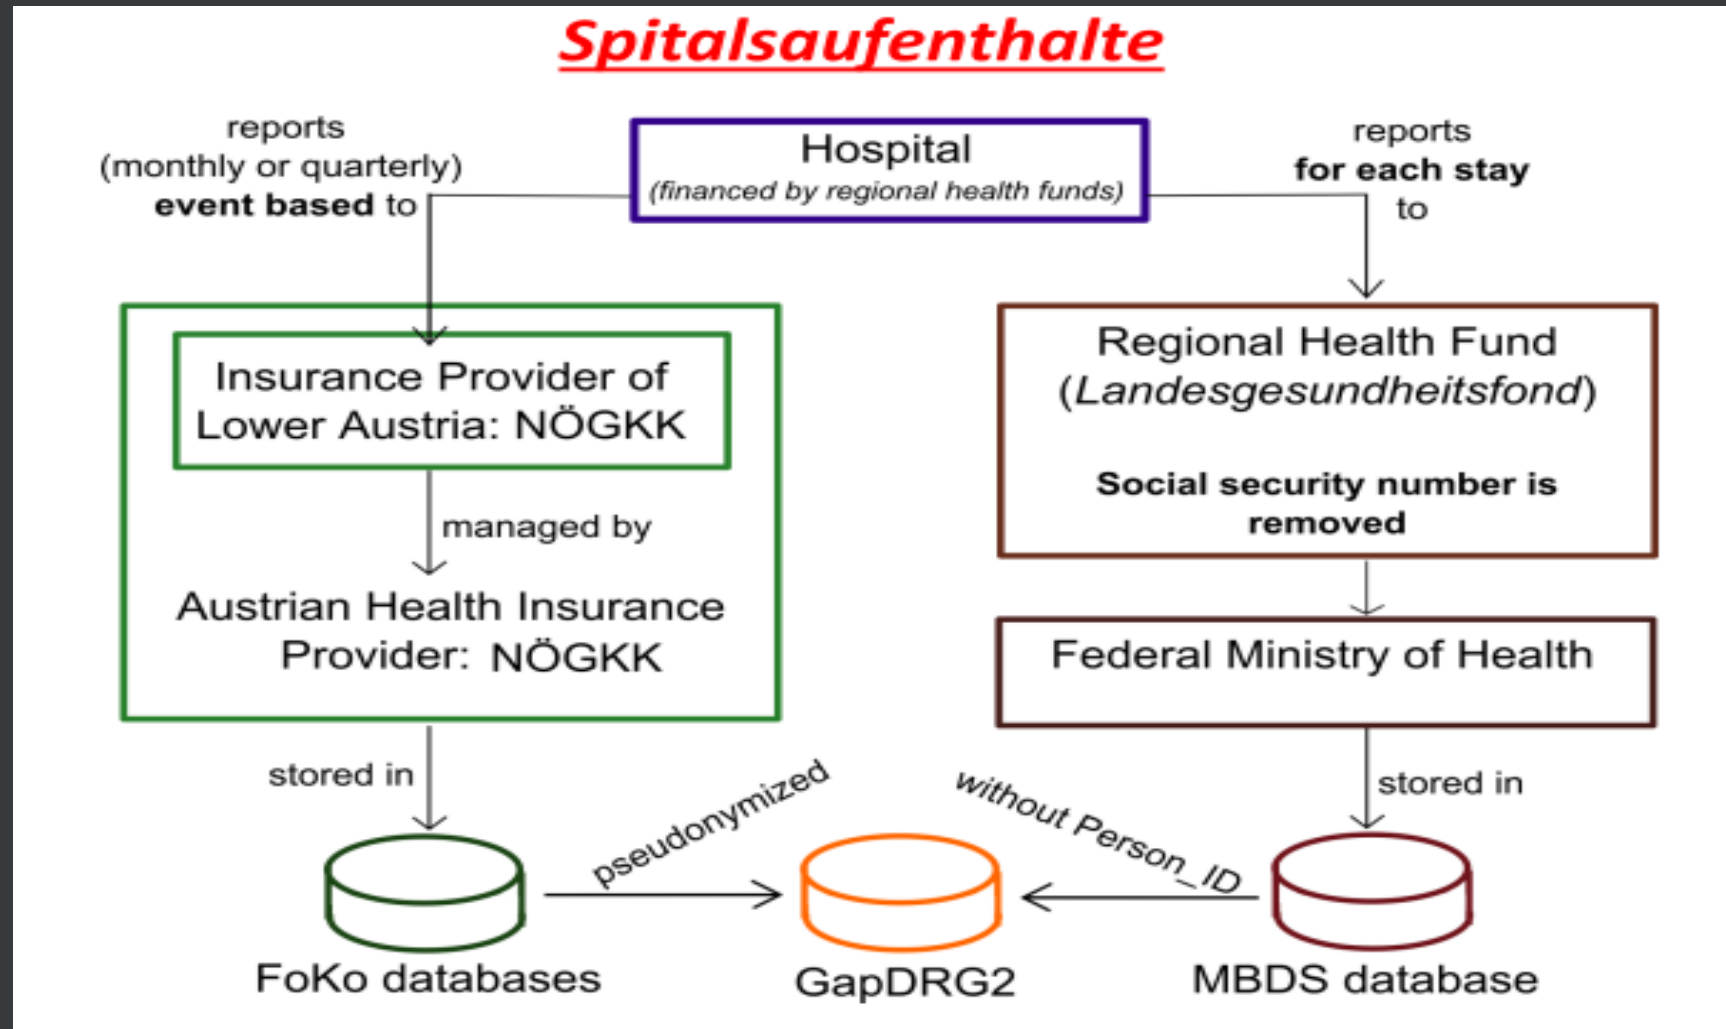 Spitalsaufenthalte
reports
(monthly or quarterly)
event based to
Hospital
(financed by regional health funds)
reports
for each stay
to
Insurance Provider of
Lower Austria: NÖGKK
managed by
Austrian Health Insurance
Provider: NÖGKK
Regional Health Fund
(Landesgesundheitsfond)
Social security number is
removed
Federal Ministry of Health
stored in
pseudonymized
without Person_ID
stored in
FoKo databases
GapDRG2
MBDS database